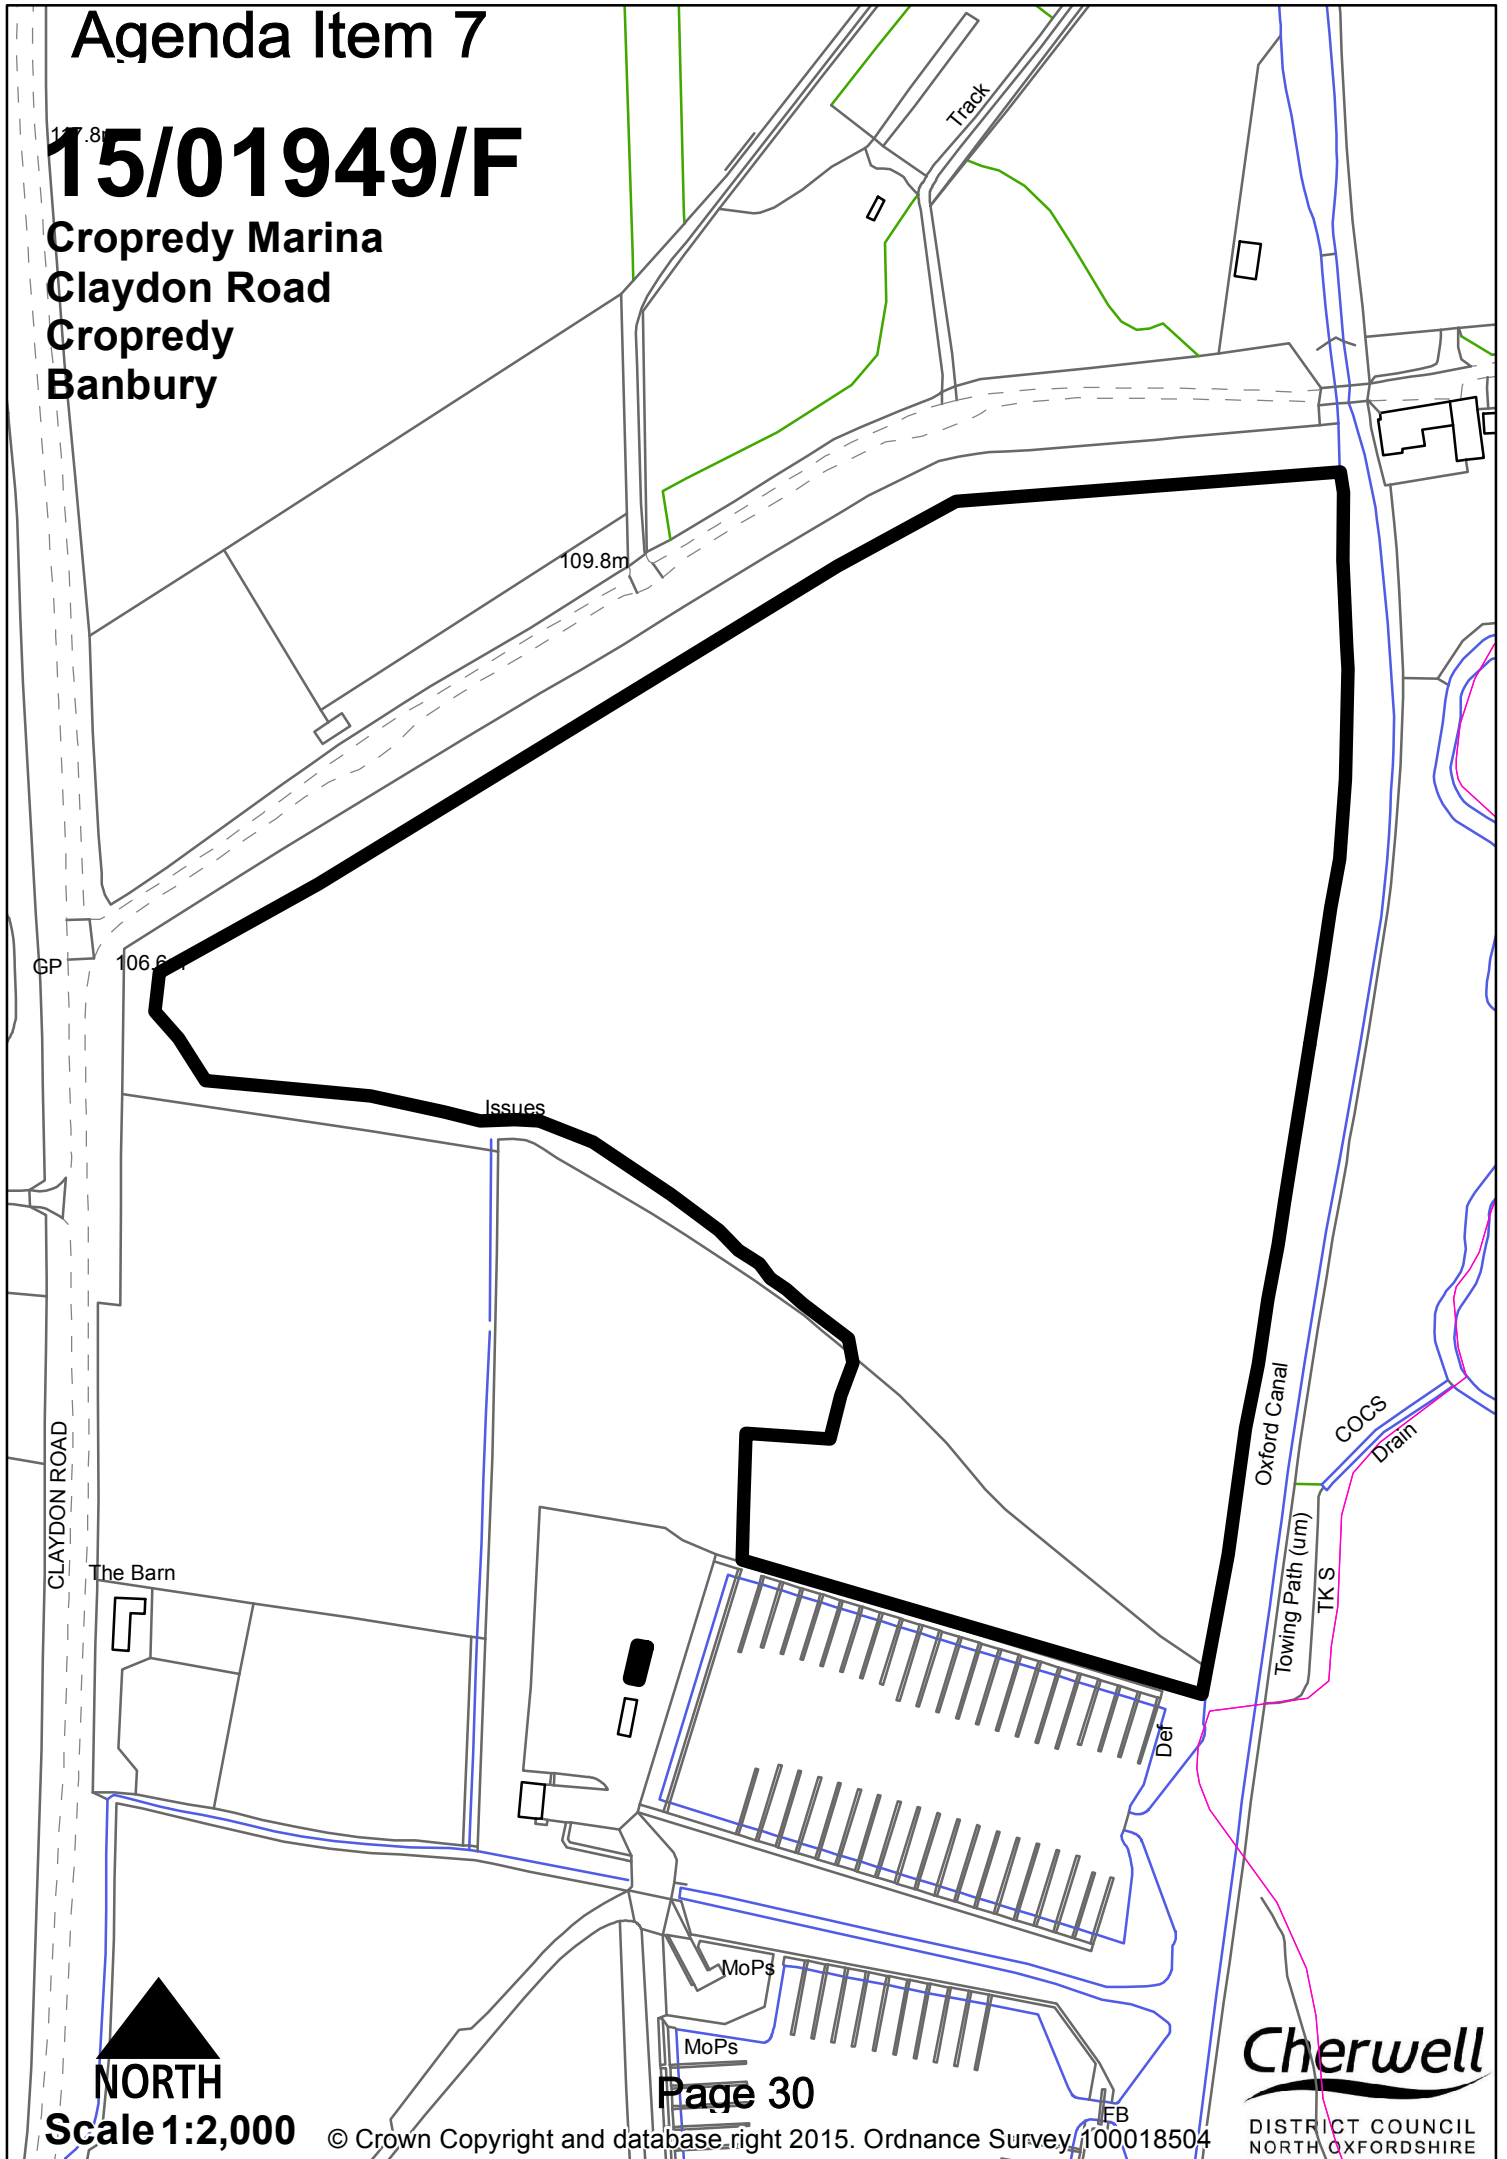 Agenda Item 7
15/01949/F
Cropredy Marina
Claydon Road
Cropredy
Banbury
Track
109.8m
GP
Issues
CLAYDON ROAD
The Barn
Oxford Canal
COCS
Drain
Towing Path (um)
TK S
Def
MoPs
MoPs
FB
NORTH
Scale 1:2,000
Page 30
© Crown Copyright and database right 2015. Ordnance Survey 100018504
Cherwell
DISTRICT COUNCIL
NORTH OXFORDSHIRE